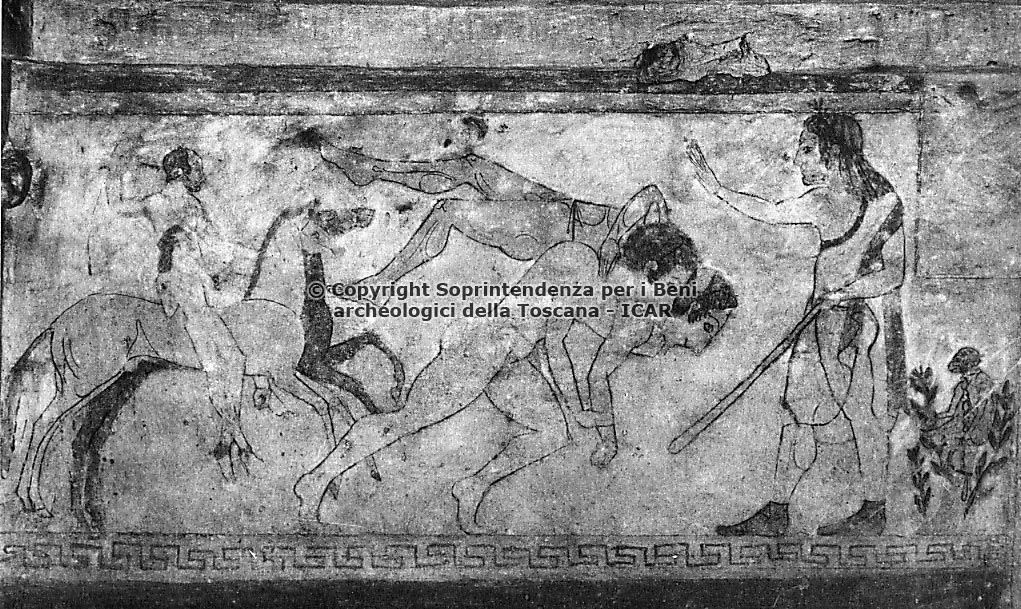 © Copyright Soprintendenza per i Beni
archeologici della Toscana - ICAR